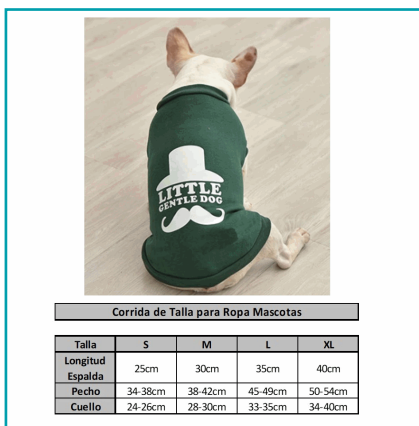 LITTLE
GENTLE DOG
Corrida de Talla para Ropa Mascotas
Talla S M L XL
Longitud Espalda 25cm 30cm 35cm 40cm
Pecho 34-38cm 38-42cm 45-49cm 50-54cm
Cuello 24-26cm 28-30cm 33-35cm 34-40cm